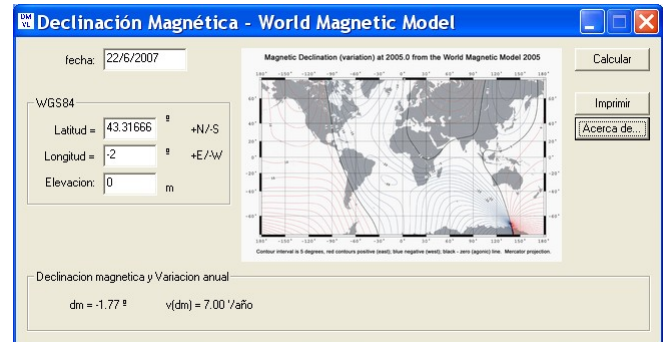 DM VL Declinación Magnética - World Magnetic Model
fecha: 22/6/2007
WGS84
Latitud = 43.31666 º +N/-S
Longitud = -2 º +E/-W
Elevacion: 0 m
Magnetic Declination (variation) at 2005.0 from the World Magnetic Model 2005
Contour interval is 5 degrees, red contours positive (east); blue negative (west); black - zero (agonic) line. Mercator projection.
Calcular
Imprimir
Acerca de...
Declinacion magnetica y Variacion anual
dm = -1.77 º v(dm) = 7.00 '/año